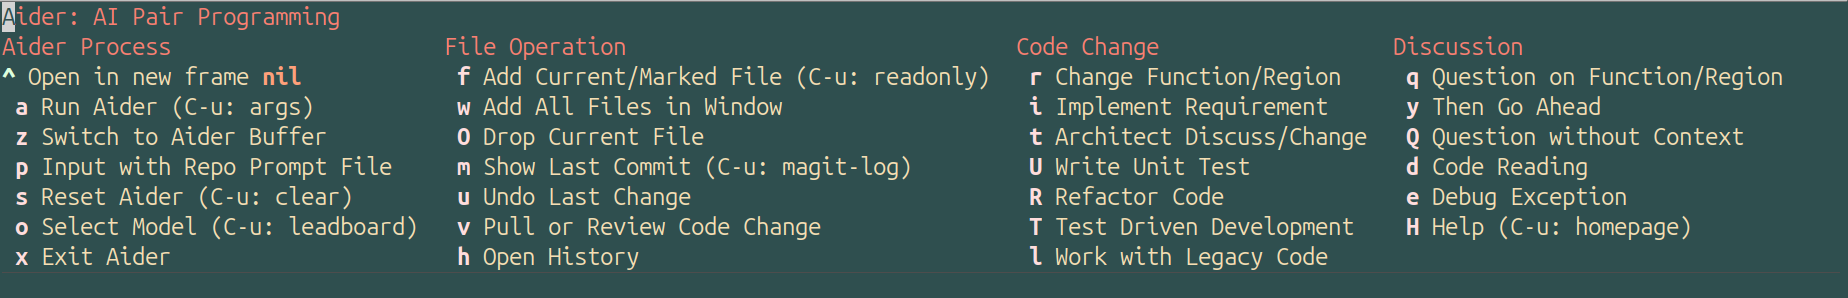 Aider: AI Pair Programming
Aider Process File Operation Code Change Discussion
^ Open in new frame nil f Add Current/Marked File (C-u: readonly) r Change Function/Region q Question on Function/Region
a Run Aider (C-u: args) w Add All Files in Window i Implement Requirement y Then Go Ahead
z Switch to Aider Buffer O Drop Current File t Architect Discuss/Change Q Question without Context
p Input with Repo Prompt File m Show Last Commit (C-u: magit-log) U Write Unit Test d Code Reading
s Reset Aider (C-u: clear) u Undo Last Change R Refactor Code e Debug Exception
o Select Model (C-u: leadboard) v Pull or Review Code Change T Test Driven Development H Help (C-u: homepage)
x Exit Aider h Open History l Work with Legacy Code